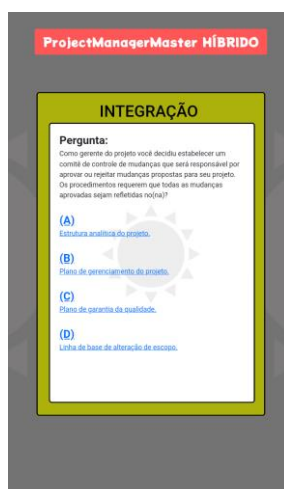 ProjectManagerMaster HÍBRIDO
INTEGRAÇÃO
Pergunta:
Como gerente do projeto você decidiu estabelecer um
comitê de controle de mudanças que será responsável por
aprovar ou rejeitar mudanças propostas para seu projeto.
Os procedimentos requerem que todas as mudanças
aprovadas sejam refletidas no(na)?
(A)
Estrutura analítica do projeto.
(B)
Plano de gerenciamento do projeto.
(C)
Plano de garantia da qualidade.
(D)
Linha de base de alteração de escopo.